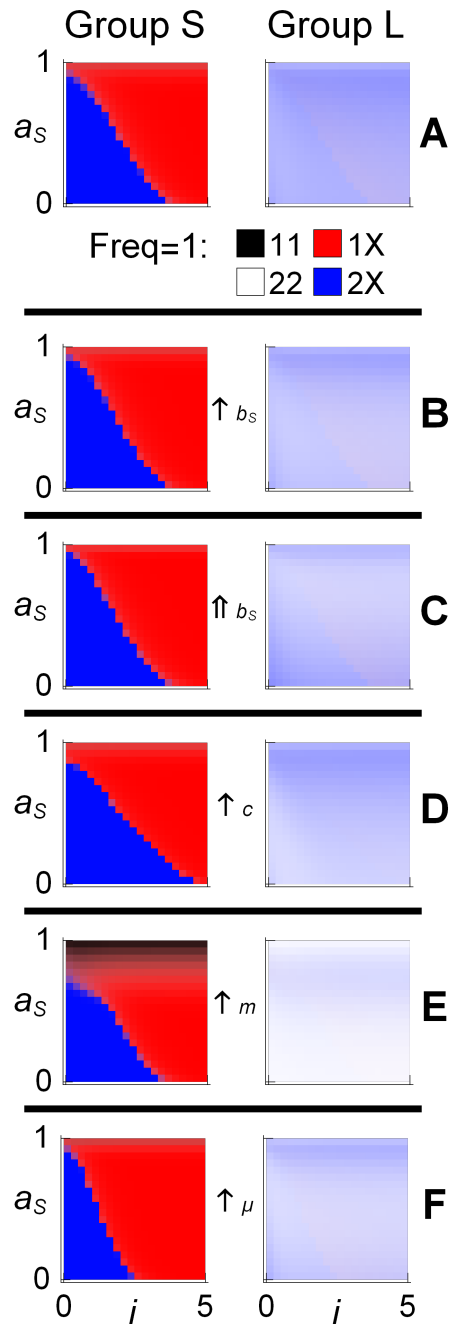 Group S Group L
1
a_S
0
A
Freq=1: 11 1X
22 2X
1
a_S
0
↑ b_S
B
1
a_S
0
⇑ b_S
C
1
a_S
0
↑ c
D
1
a_S
0
↑ m
E
1
a_S
0
↑ μ
F
0 i 5 0 i 5